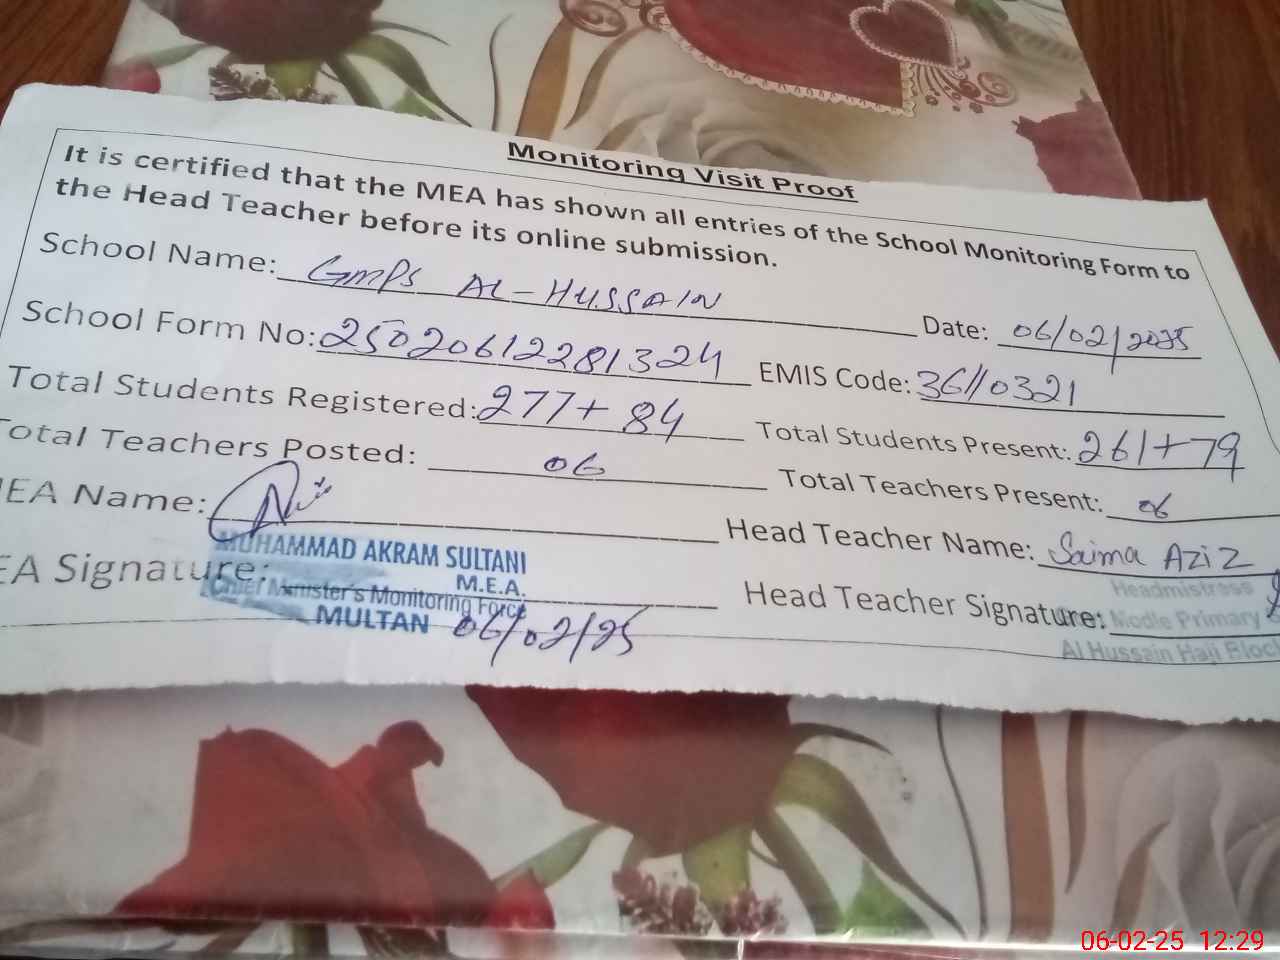 Monitoring Visit Proof
It is certified that the MEA has shown all entries of the School Monitoring Form to
the Head Teacher before its online submission.
School Name: GMPS AL-HUSSAIN Date: 06/02/2025
School Form No: 25020612281324 EMIS Code: 36110321
Total Students Registered: 277+84 Total Students Present: 261+79
Total Teachers Posted: 06 Total Teachers Present: 06
MEA Name: Head Teacher Name: Saima AZIZ
EA Signature: Head Teacher Signature:
MUHAMMAD AKRAM SULTANI
M.E.A.
Chief Minister's Monitoring Force
MULTAN 06/02/25
Headmistress
Modle Primary
Al Hussain Haji Block
06-02-25 12:29